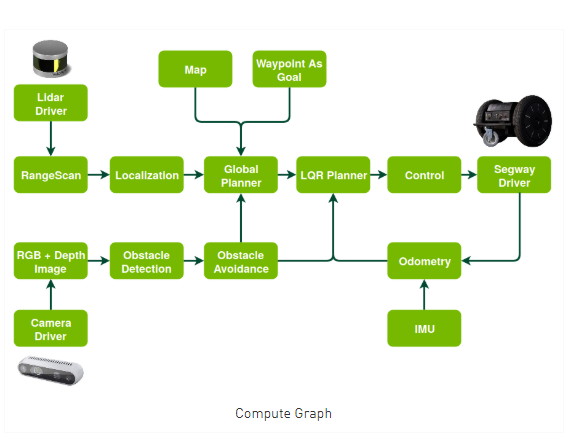 Map
Waypoint As
Goal
Lidar
Driver
RangeScan
Localization
Global
Planner
LQR Planner
Control
Segway
Driver
RGB + Depth
Image
Obstacle
Detection
Obstacle
Avoidance
Odometry
Camera
Driver
IMU
Compute Graph